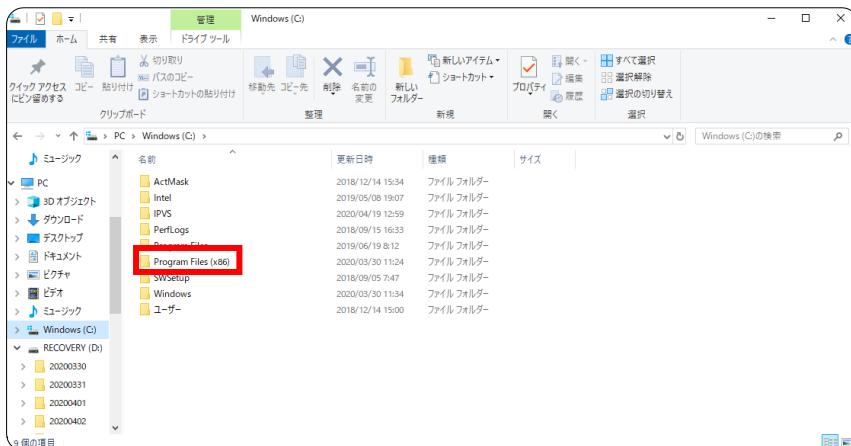 管理
Windows (C:)
ファイル ホーム 共有 表示 ドライブ ツール
クイック アクセスにピン留めする
コピー
貼り付け
切り取り
パスのコピー
ショートカットの貼り付け
クリップボード
移動先
コピー先
削除
名前の変更
整理
新しいフォルダー
新しいアイテム
ショートカット
新規
プロパティ
開く
編集
履歴
開く
すべて選択
選択解除
選択の切り替え
選択
PC > Windows (C:) >
Windows (C:)の検索
ミュージック
PC
3D オブジェクト
ダウンロード
デスクトップ
ドキュメント
ピクチャ
ビデオ
ミュージック
Windows (C:)
RECOVERY (D:)
20200330
20200331
20200401
20200402
名前 更新日時 種類 サイズ
ActMask 2018/12/14 15:34 ファイル フォルダー
Intel 2019/05/08 19:07 ファイル フォルダー
IPVS 2020/04/19 12:59 ファイル フォルダー
PerfLogs 2018/09/15 16:33 ファイル フォルダー
Program Files 2019/06/19 8:12 ファイル フォルダー
Program Files (x86) 2020/03/30 11:24 ファイル フォルダー
SWSetup 2018/09/05 7:47 ファイル フォルダー
Windows 2020/03/30 11:34 ファイル フォルダー
ユーザー 2018/12/14 15:00 ファイル フォルダー
9 個の項目